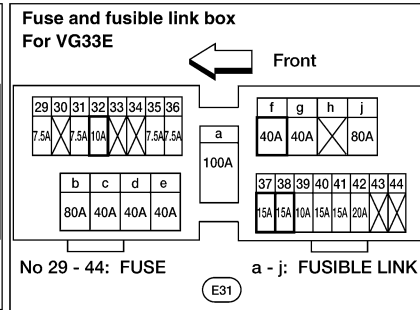 Fuse and fusible link box
For VG33E
Front
29 30 31 32 33 34 35 36
7.5A 7.5A 10A 7.5A 7.5A
a
100A
f g h j
40A 40A 80A
b c d e
80A 40A 40A 40A
37 38 39 40 41 42 43 44
15A 15A 10A 15A 15A 20A
No 29 - 44: FUSE
a - j: FUSIBLE LINK
E31